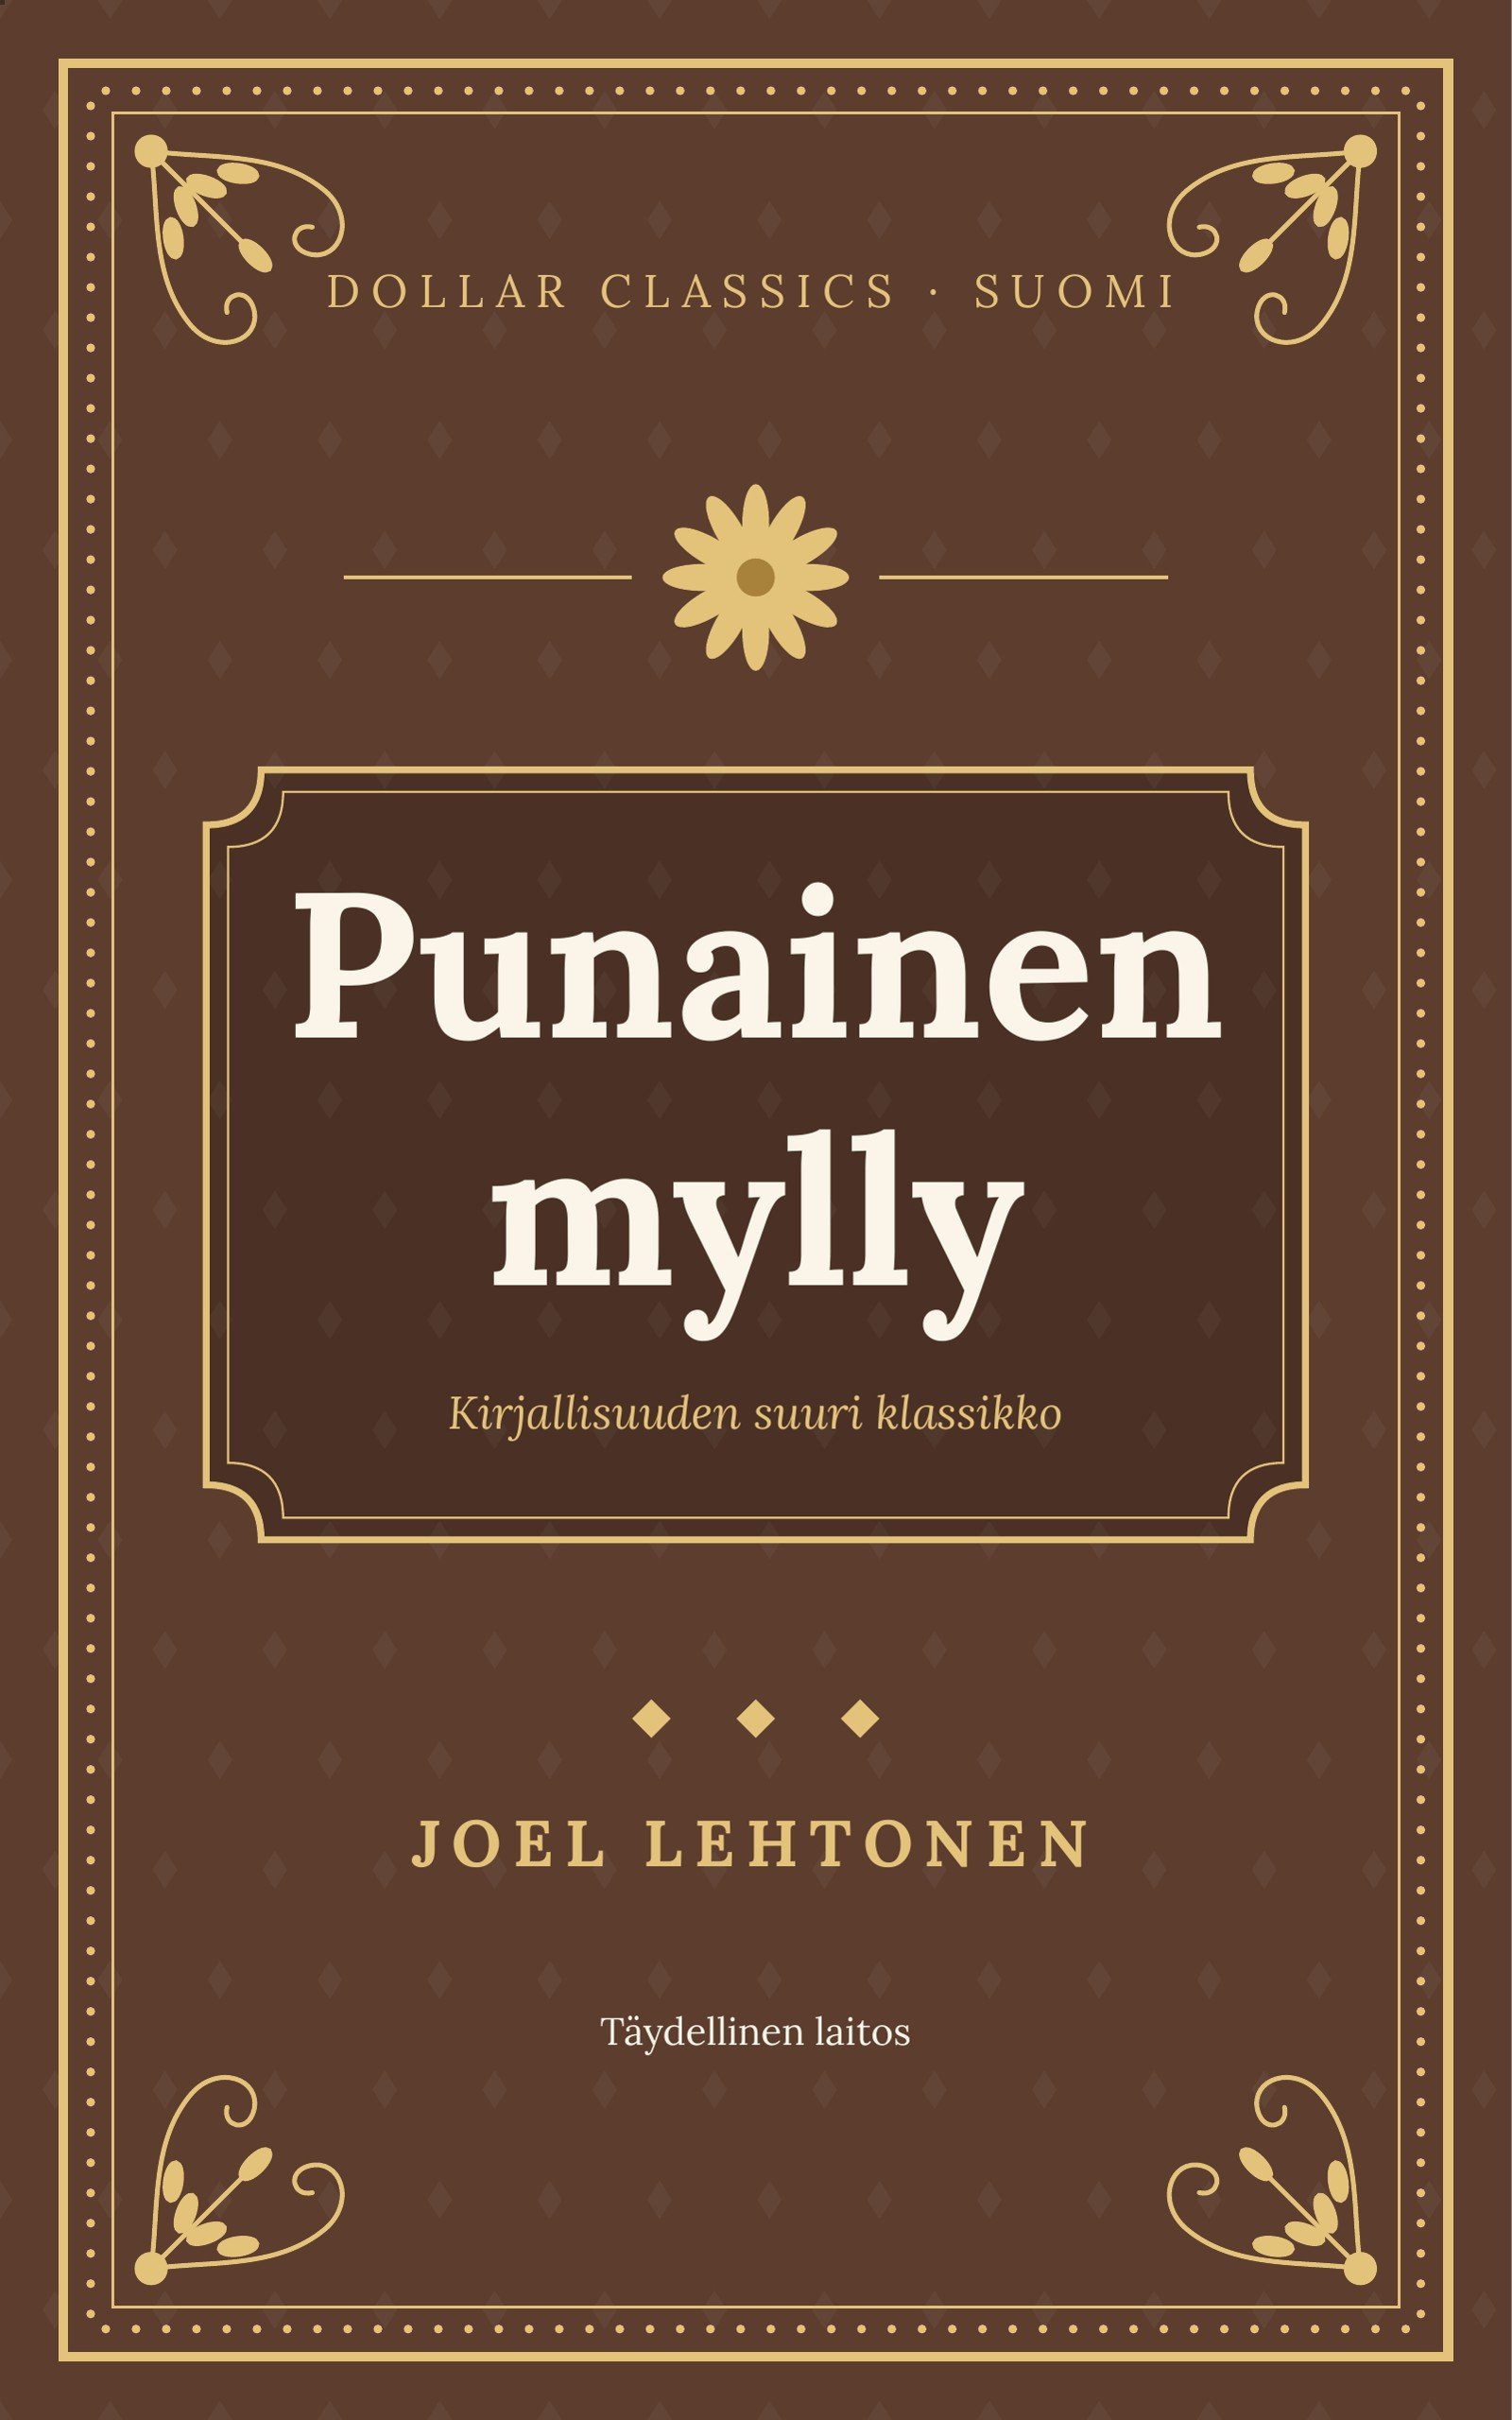 DOLLAR CLASSICS · SUOMI
Punainen
mylly
Kirjallisuuden suuri klassikko
JOEL LEHTONEN
Täydellinen laitos